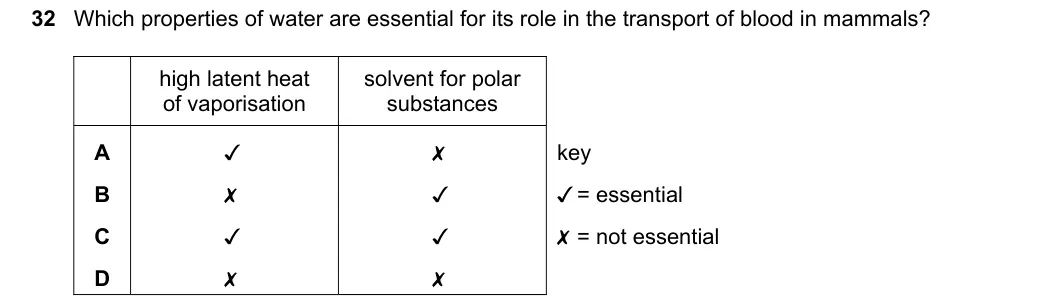 32 Which properties of water are essential for its role in the transport of blood in mammals?
high latent heat of vaporisation
solvent for polar substances
A ✓ ✗ key
B ✗ ✓ ✓ = essential
C ✓ ✓ ✗ = not essential
D ✗ ✗